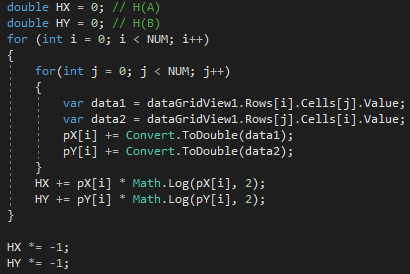 double HX = 0; // H(A)
double HY = 0; // H(B)
for (int i = 0; i < NUM; i++)
{
for(int j = 0; j < NUM; j++)
{
var data1 = dataGridView1.Rows[i].Cells[j].Value;
var data2 = dataGridView1.Rows[j].Cells[i].Value;
pX[i] += Convert.ToDouble(data1);
pY[i] += Convert.ToDouble(data2);
}
HX += pX[i] * Math.Log(pX[i], 2);
HY += pY[i] * Math.Log(pY[i], 2);
}
HX *= -1;
HY *= -1;